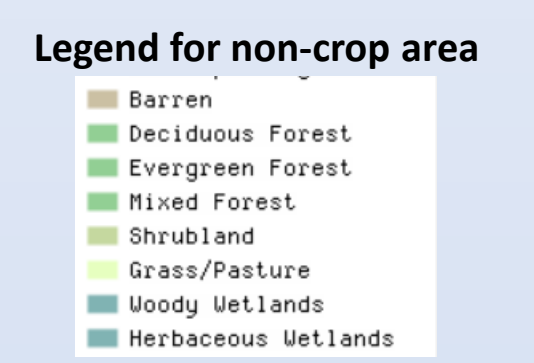 Legend for non-crop area
Barren
Deciduous Forest
Evergreen Forest
Mixed Forest
Shrubland
Grass/Pasture
Woody Wetlands
Herbaceous Wetlands